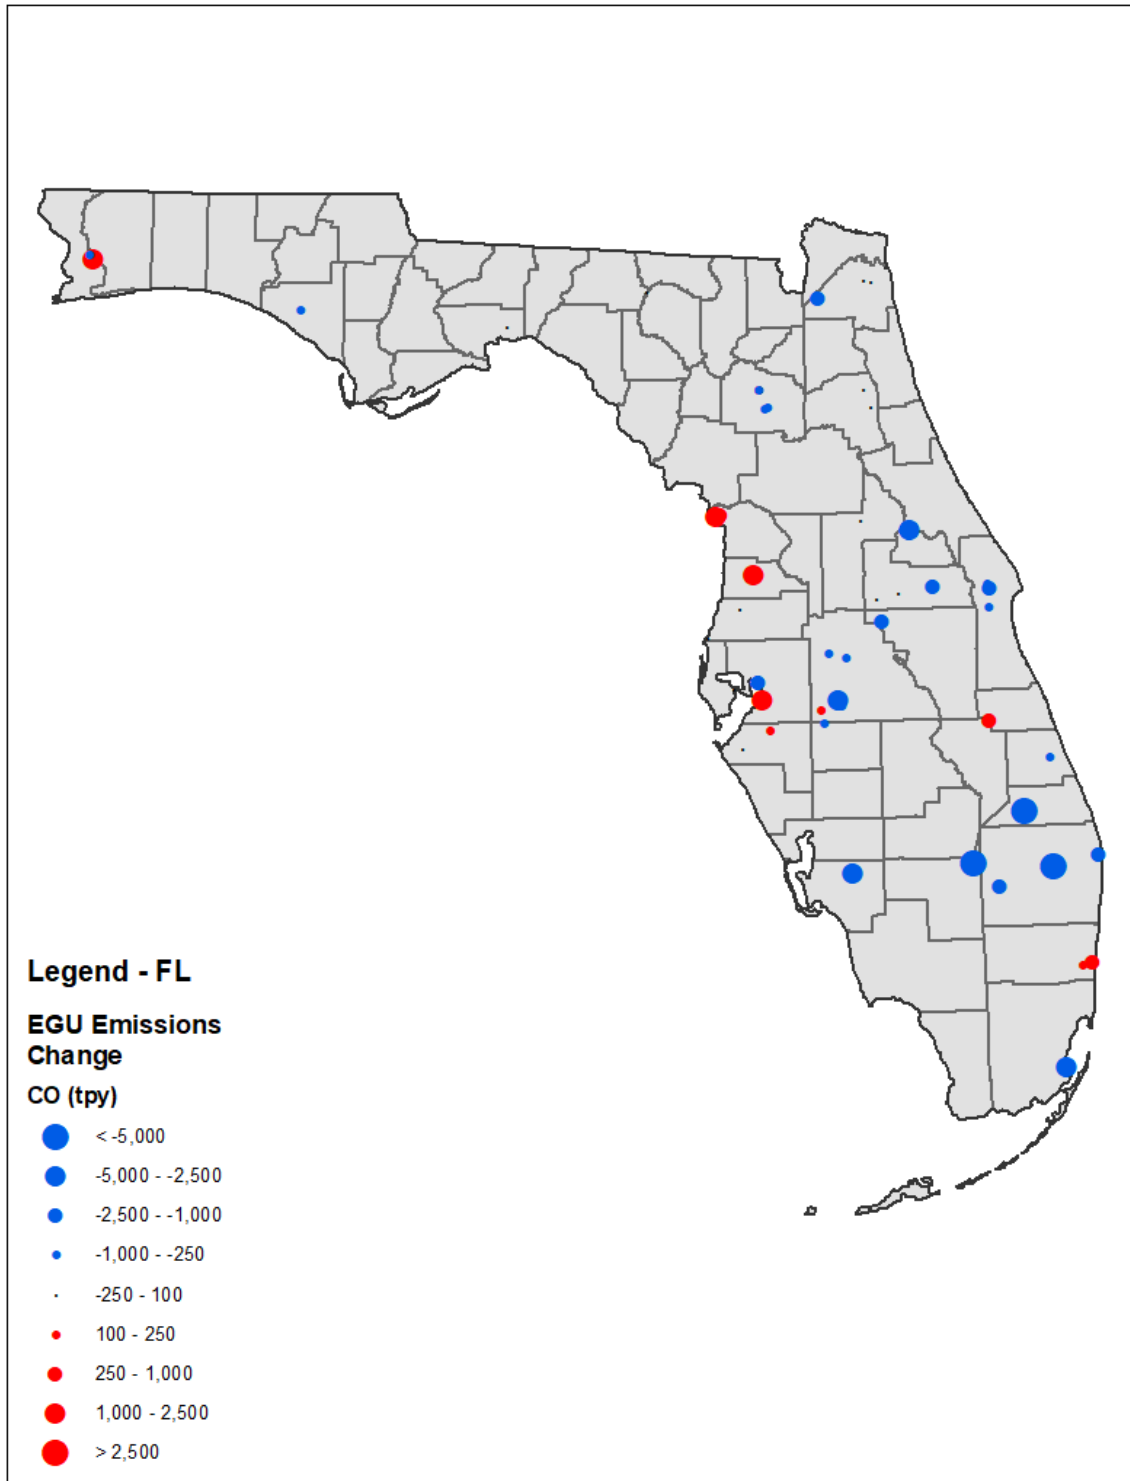 Legend - FL
EGU Emissions
Change
CO (tpy)
< -5,000
-5,000 - -2,500
-2,500 - -1,000
-1,000 - -250
-250 - 100
100 - 250
250 - 1,000
1,000 - 2,500
> 2,500